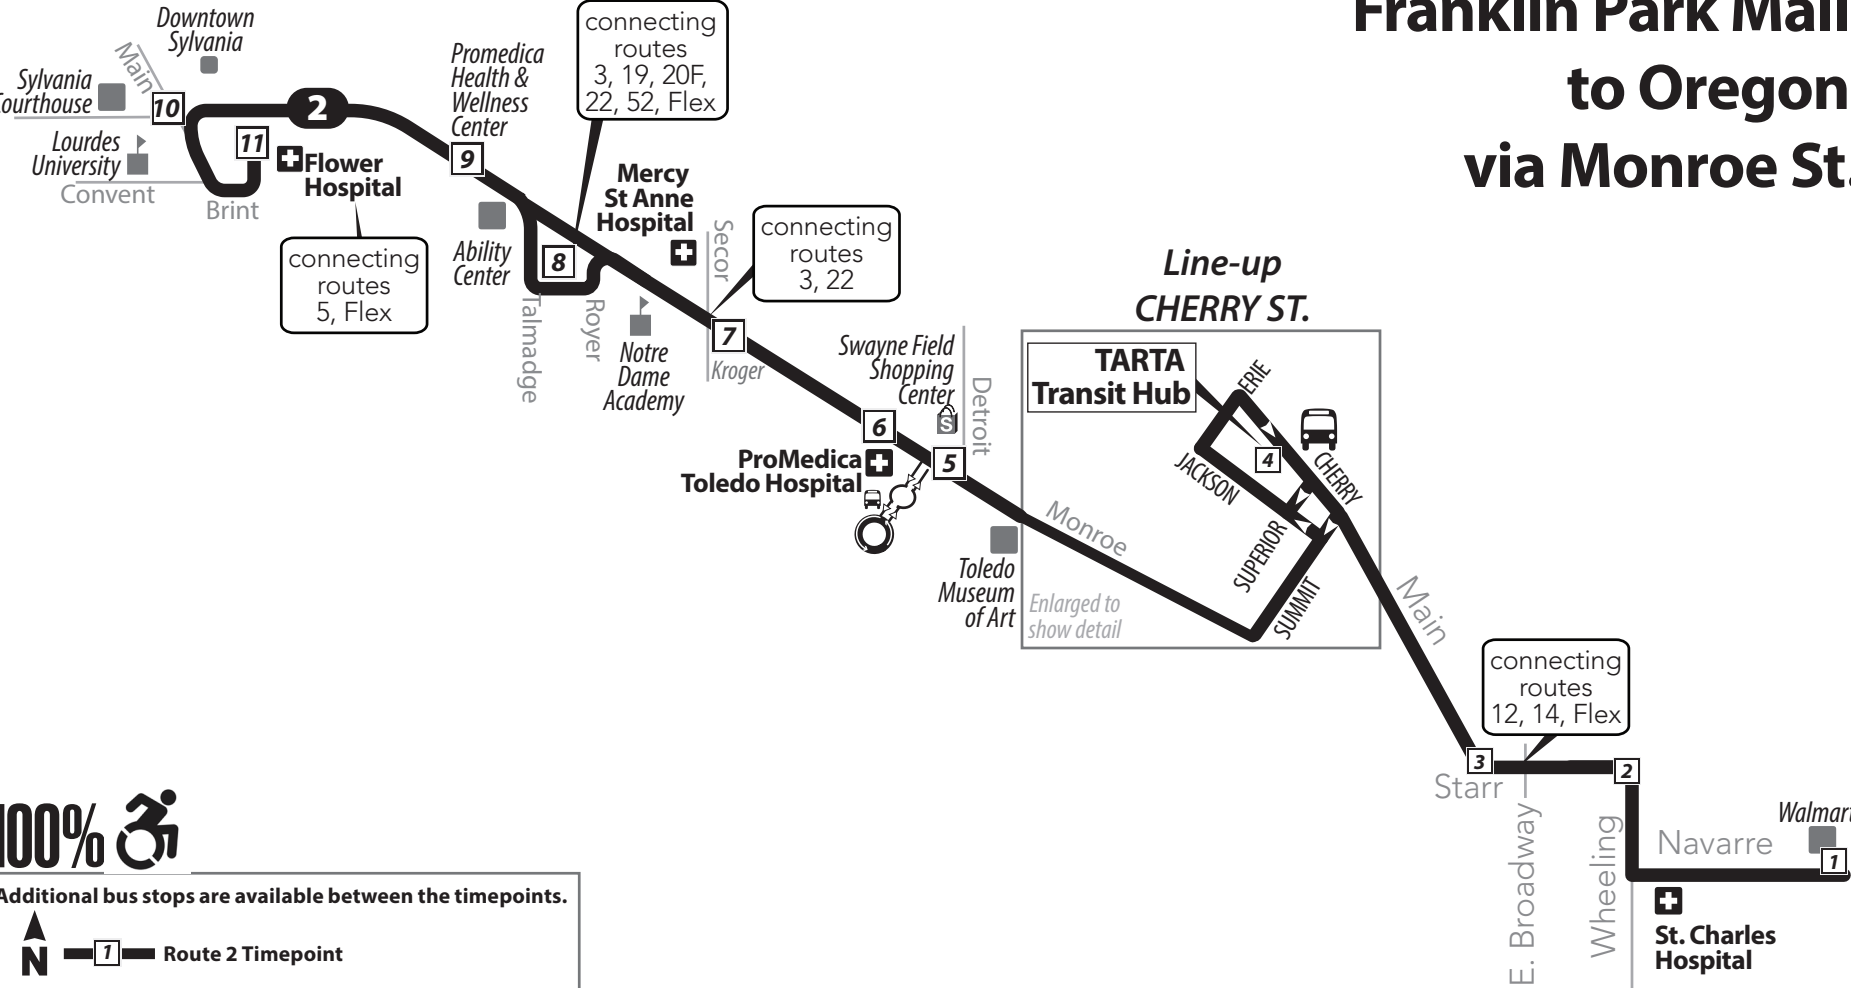 Franklin Park Mall
to Oregon
via Monroe St.
Downtown
Sylvania
Main
Sylvania
Courthouse
10
2
Lourdes
University
11
Flower
Hospital
Convent
Brint
connecting
routes
5, Flex
Promedica
Health &
Wellness
Center
9
connecting
routes
3, 19, 20F,
22, 52, Flex
Mercy
St Anne
Hospital
Ability
Center
8
Talmadge
Royer
Notre
Dame
Academy
Secor
connecting
routes
3, 22
7
Kroger
Swayne Field
Shopping
Center
S
Detroit
6
5
ProMedica
Toledo Hospital
Toledo
Museum
of Art
Line-up
CHERRY ST.
TARTA
Transit Hub
ERIE
4
JACKSON
CHERRY
SUPERIOR
SUMMIT
Monroe
Enlarged to
show detail
Main
connecting
routes
12, 14, Flex
3
2
Starr
E. Broadway
Wheeling
Navarre
Walmart
1
St. Charles
Hospital
100%
Additional bus stops are available between the timepoints.
N
1 Route 2 Timepoint